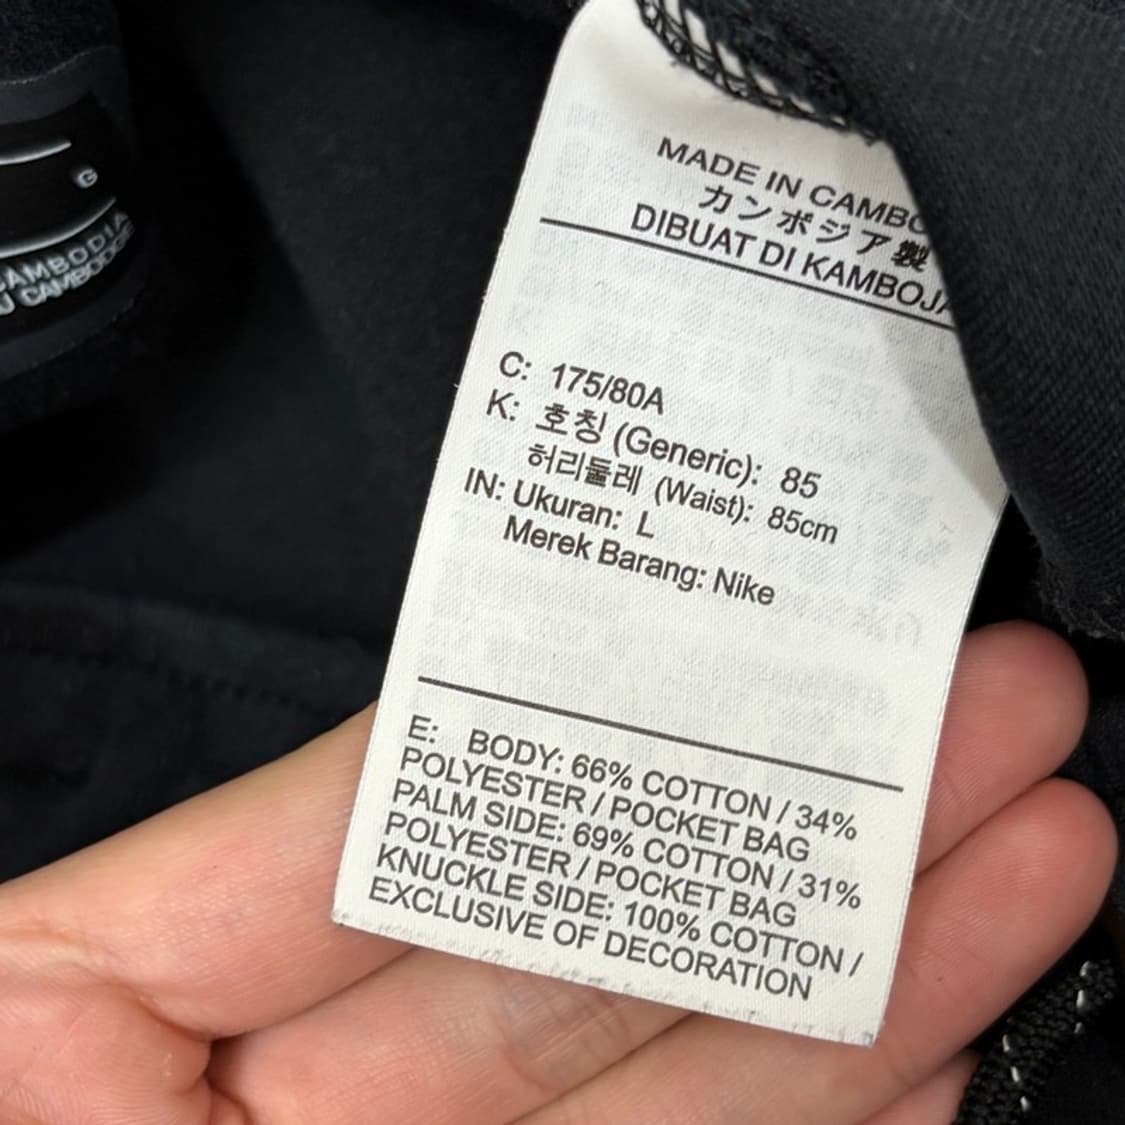 G
CAMBODIA
CAMBODGE
MADE IN
カンボジア製
DIBUAT DI
C: 175/80A
K: 호칭 (Generic): 85
허리둘레 (Waist): 85cm
IN: Ukuran: L
Merek Barang: Nike
E: BODY: 66% COTTON / 34%
POLYESTER / POCKET BAG
PALM SIDE: 69% COTTON / 31%
POLYESTER / POCKET BAG
KNUCKLE SIDE: 100% COTTON /
EXCLUSIVE OF DECORATION